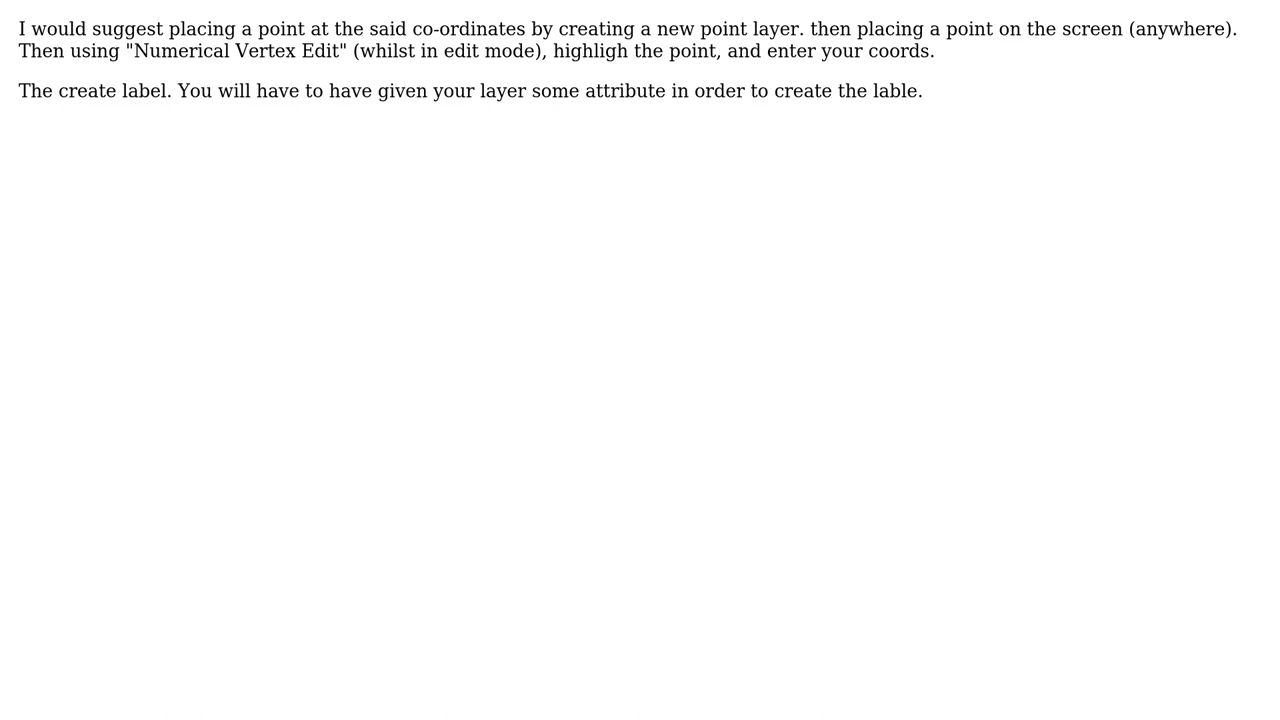 I would suggest placing a point at the said co-ordinates by creating a new point layer. then placing a point on the screen (anywhere).
Then using "Numerical Vertex Edit" (whilst in edit mode), highligh the point, and enter your coords.
The create label. You will have to have given your layer some attribute in order to create the lable.